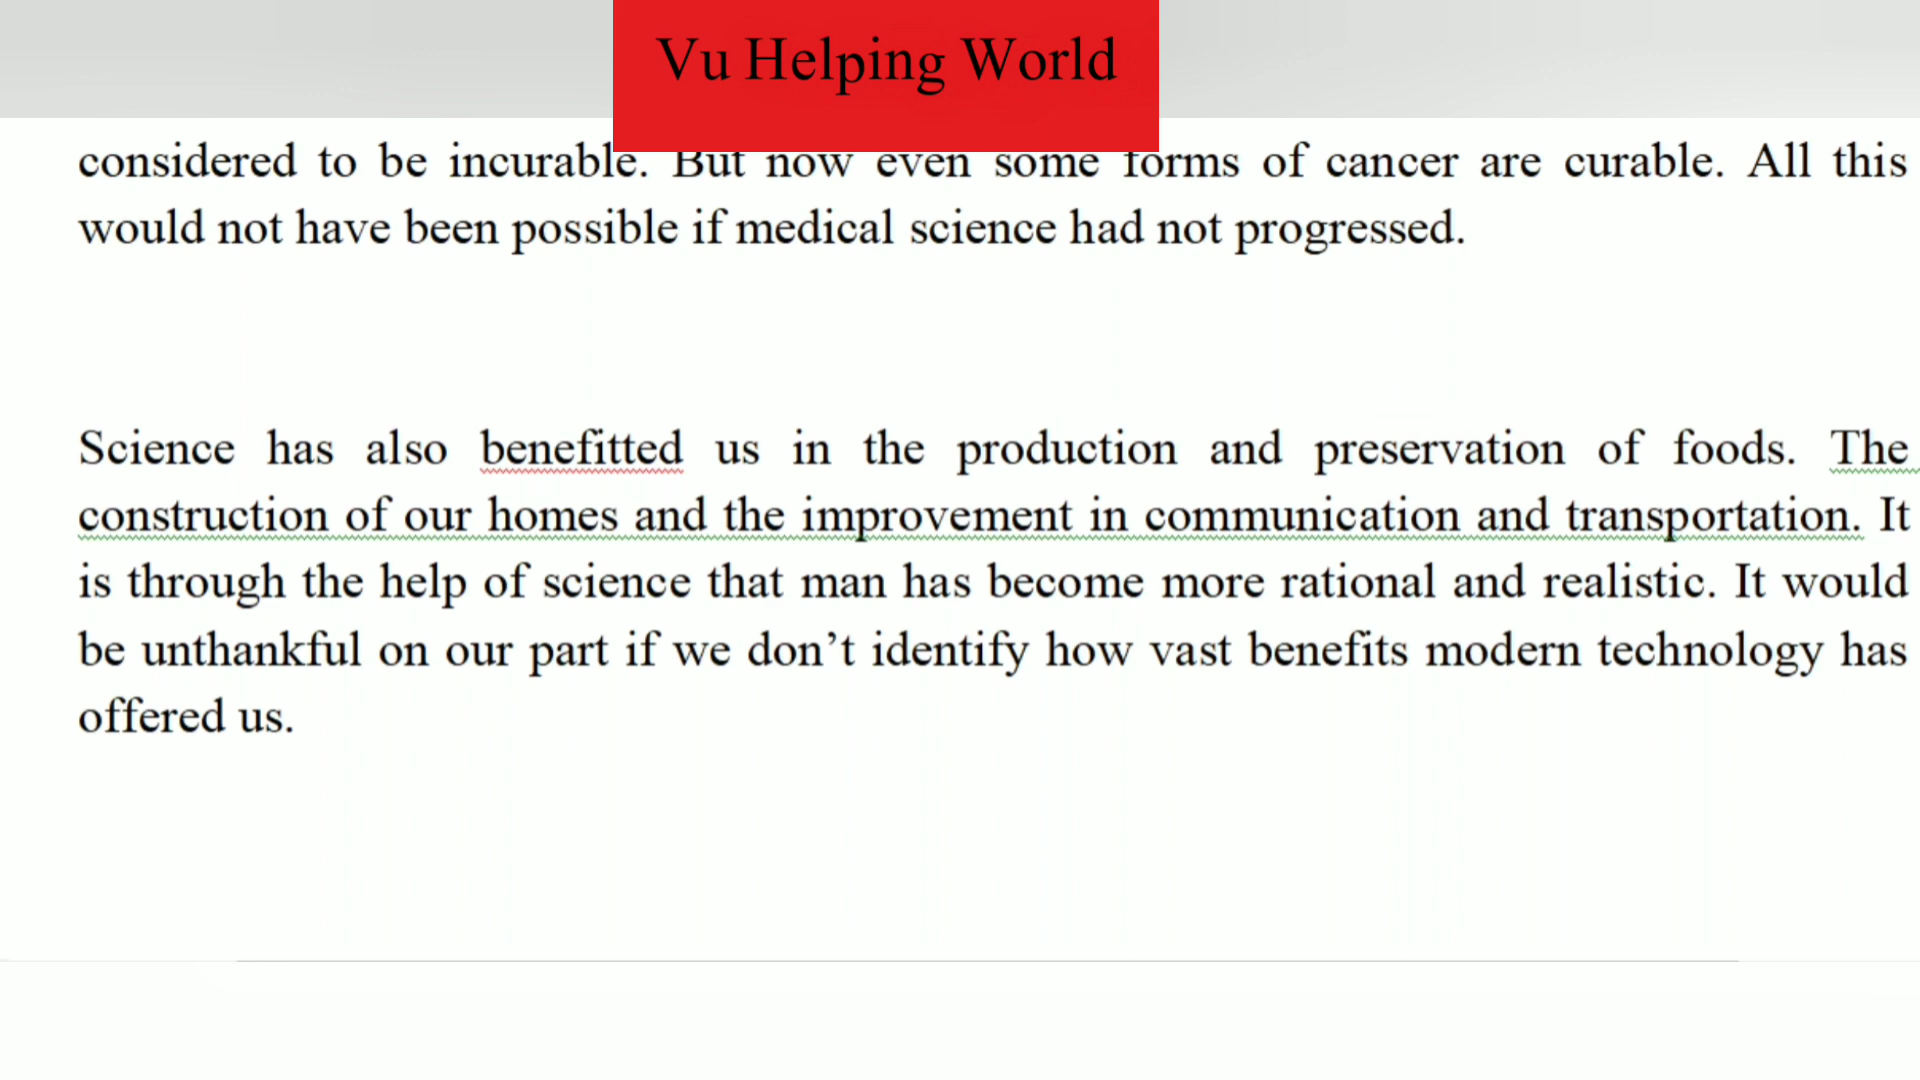 Vu Helping World
considered to be incurable. But now even some forms of cancer are curable. All this
would not have been possible if medical science had not progressed.
Science has also benefitted us in the production and preservation of foods. The
construction of our homes and the improvement in communication and transportation. It
is through the help of science that man has become more rational and realistic. It would
be unthankful on our part if we don’t identify how vast benefits modern technology has
offered us.